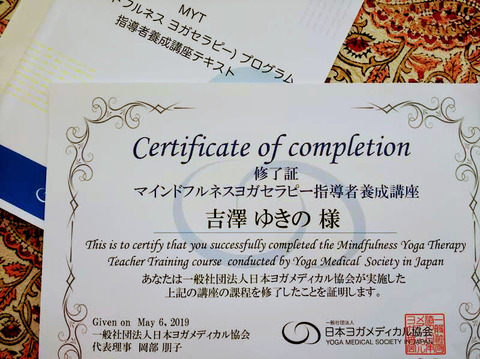 MYT
ドフルネス ヨガセラピー) プログラム
指導者養成講座テキスト
Certificate of completion
修了証
マインドフルネスヨガセラピー指導者養成講座
吉澤 ゆきの 様
This is to certify that you successfully completed the Mindfulness Yoga Therapy
Teacher Training course conducted by Yoga Medical Society in Japan
あなたは一般社団法人日本ヨガメディカル協会が実施した
上記の講座の課程を修了したことを証明します。
Given on May 6, 2019
一般社団法人日本ヨガメディカル協会
代表理事 岡部 朋子
一般社団法人
日本ヨガメディカル協会
YOGA MEDICAL SOCIETY IN JAPAN